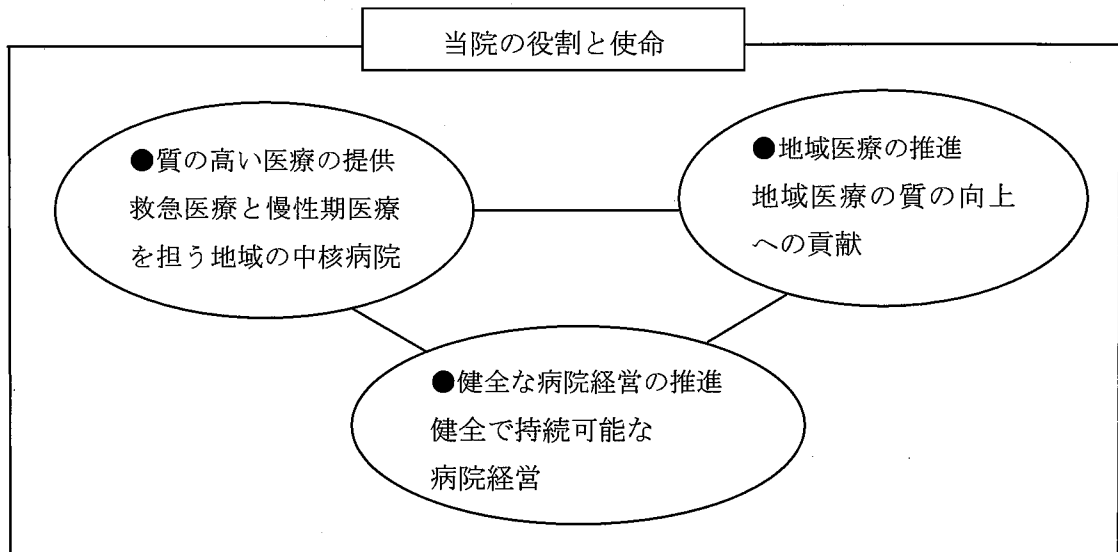 当院の役割と使命
●質の高い医療の提供
救急医療と慢性期医療
を担う地域の中核病院
●地域医療の推進
地域医療の質の向上
への貢献
●健全な病院経営の推進
健全で持続可能な
病院経営